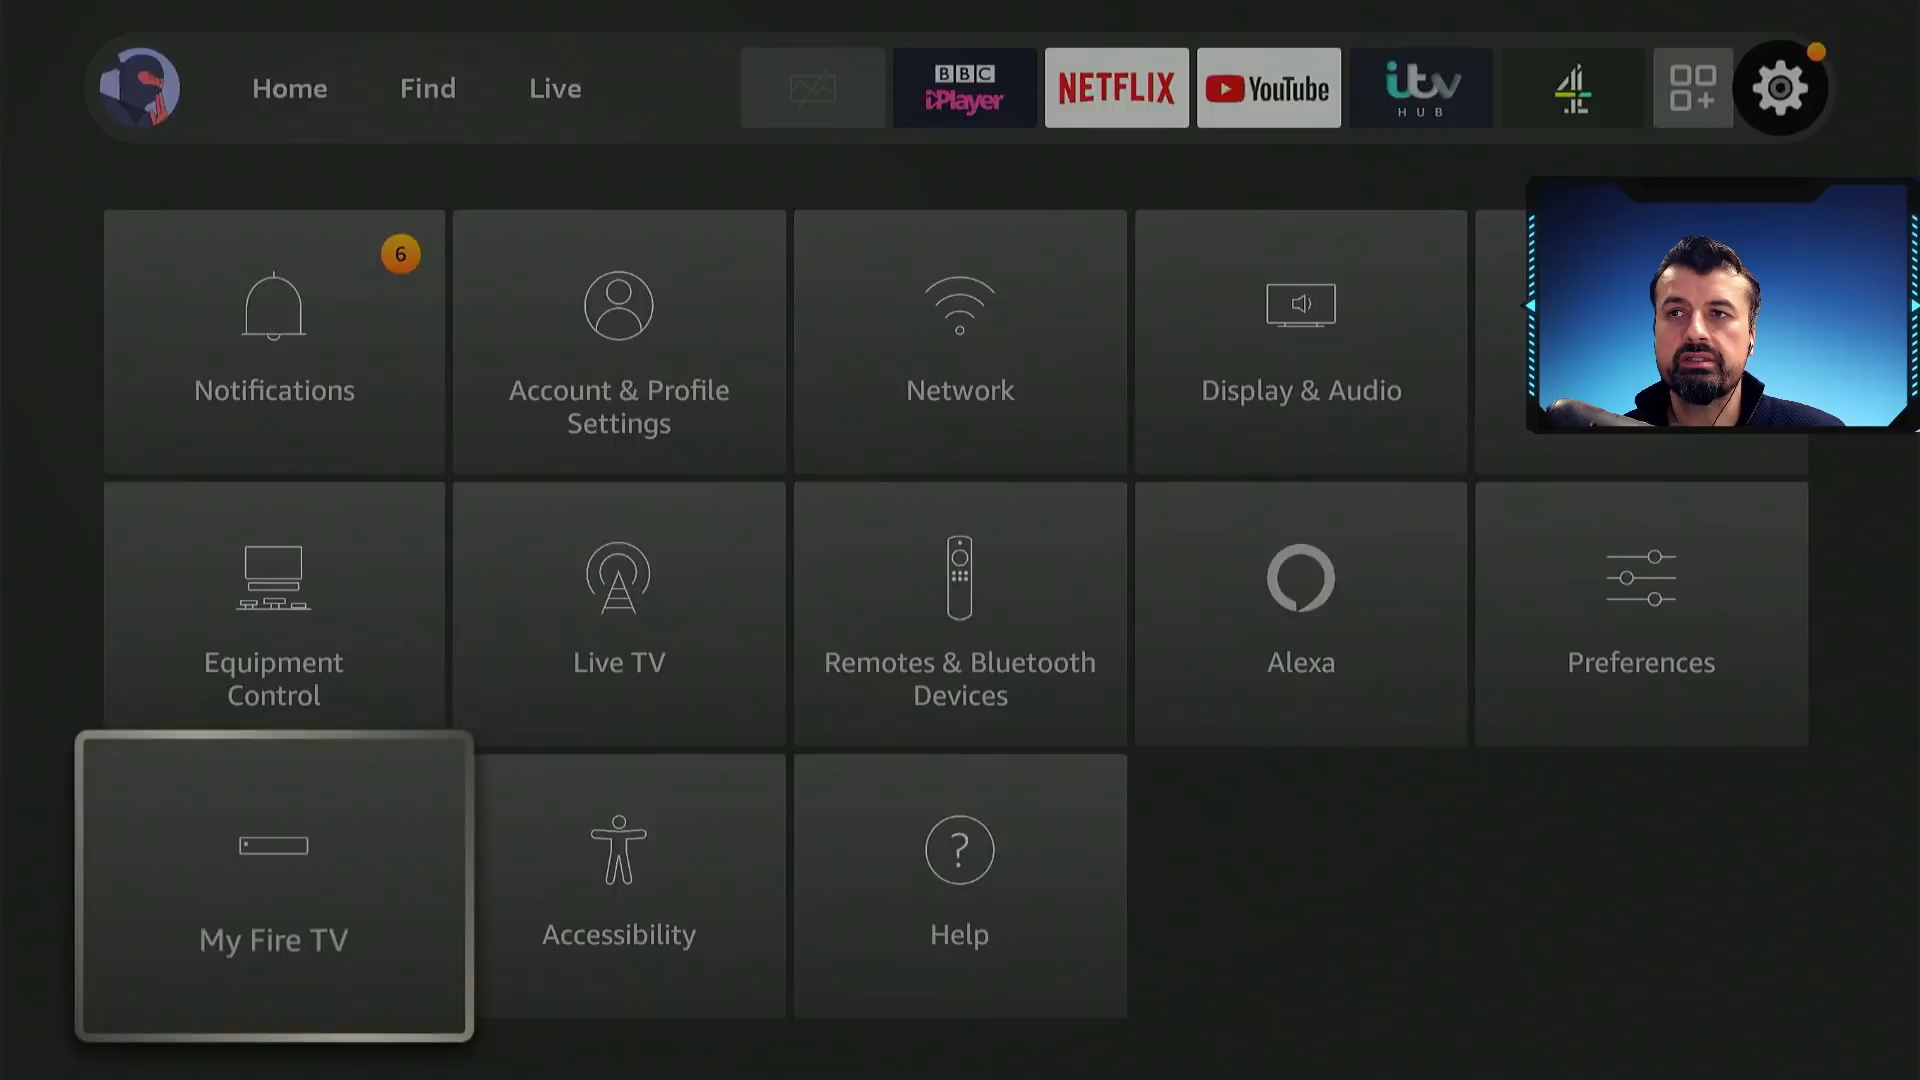 Home
Find
Live
BBC
iPlayer
NETFLIX
YouTube
itv
HUB
4
6
Notifications
Account & Profile
Settings
Network
Display & Audio
Equipment
Control
Live TV
Remotes & Bluetooth
Devices
Alexa
Preferences
My Fire TV
Accessibility
?
Help